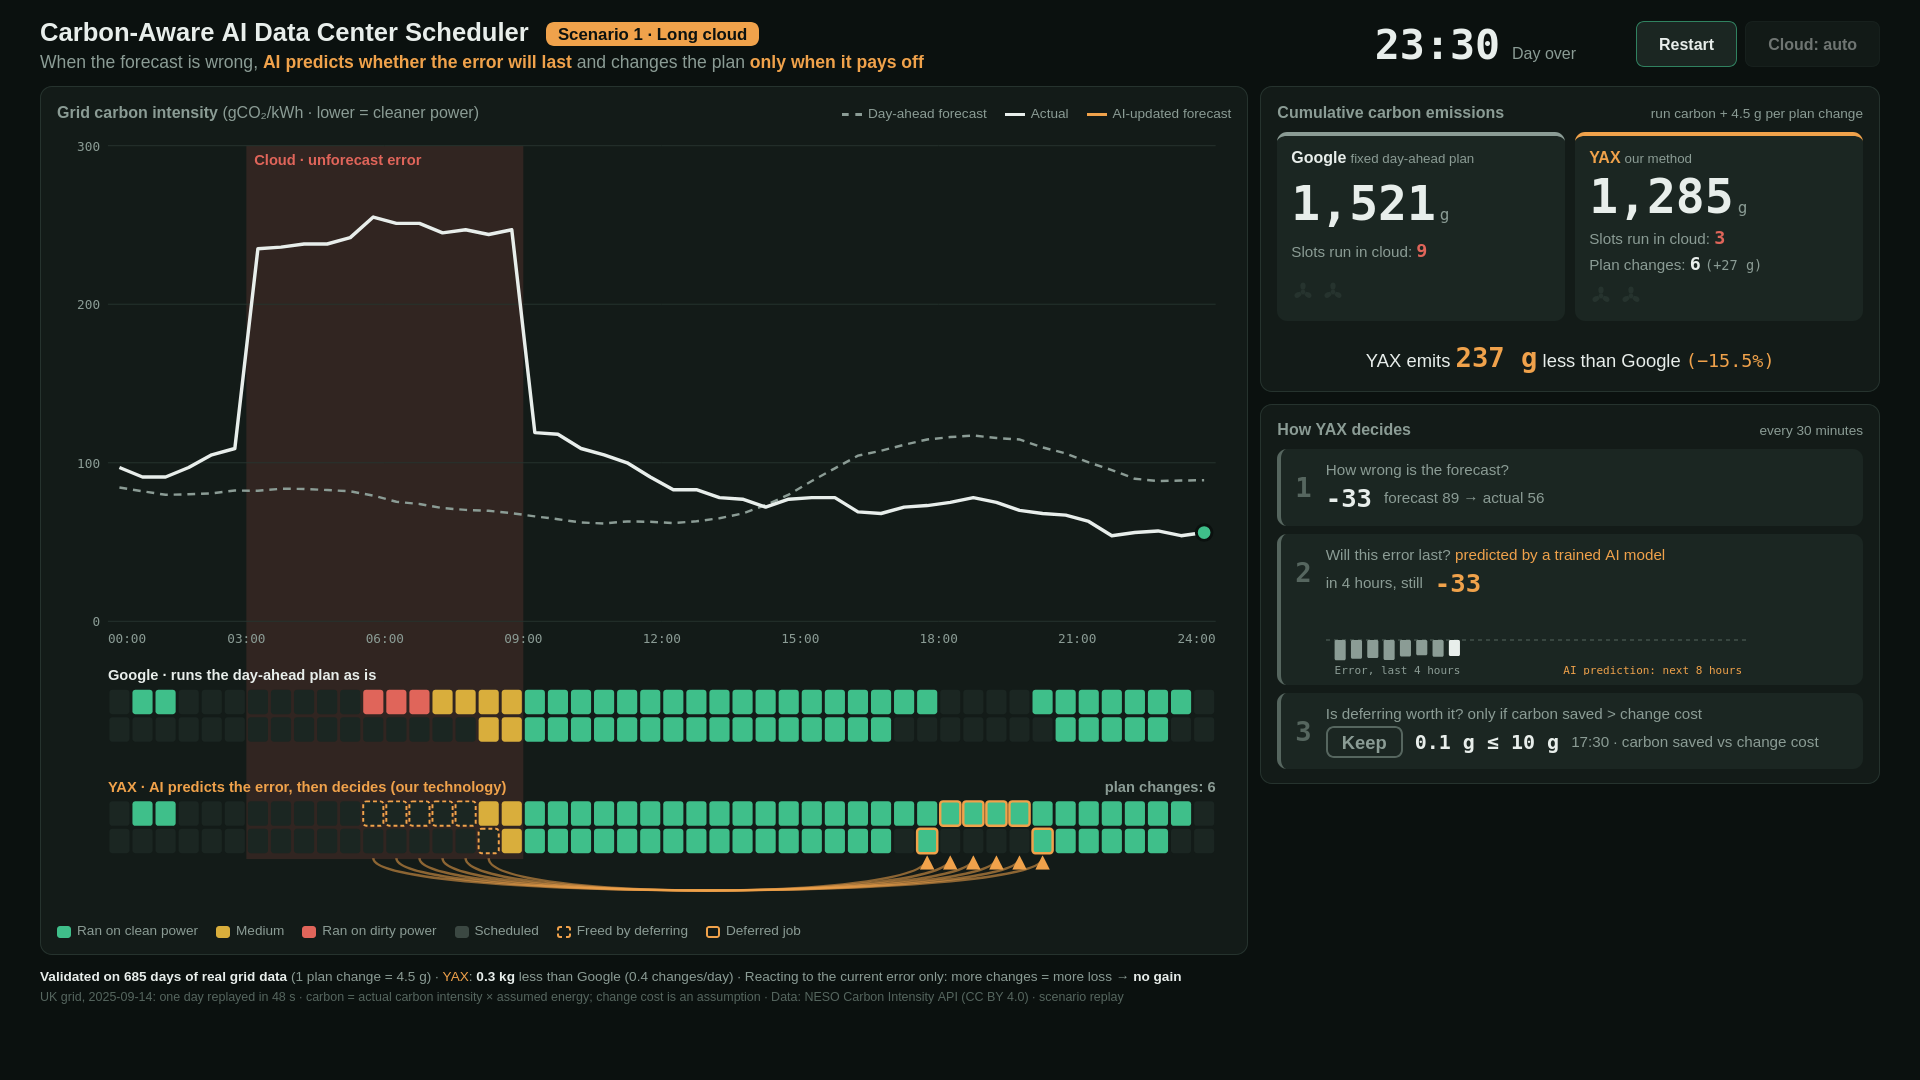 Carbon-Aware AI Data Center Scheduler
Scenario 1 · Long cloud
When the forecast is wrong, AI predicts whether the error will last and changes the plan only when it pays off
23:30 Day over
Restart
Cloud: auto
Grid carbon intensity (gCO₂/kWh · lower = cleaner power)
Day-ahead forecast
Actual
AI-updated forecast
300
Cloud · unforecast error
200
100
0
00:00 03:00 06:00 09:00 12:00 15:00 18:00 21:00 24:00
Google · runs the day-ahead plan as is
YAX · AI predicts the error, then decides (our technology)
plan changes: 6
Ran on clean power
Medium
Ran on dirty power
Scheduled
Freed by deferring
Deferred job
Cumulative carbon emissions
run carbon + 4.5 g per plan change
Google fixed day-ahead plan
1,521 g
Slots run in cloud: 9
YAX our method
1,285 g
Slots run in cloud: 3
Plan changes: 6 (+27 g)
YAX emits 237 g less than Google (−15.5%)
How YAX decides
every 30 minutes
1
How wrong is the forecast?
-33 forecast 89 → actual 56
2
Will this error last? predicted by a trained AI model
in 4 hours, still -33
Error, last 4 hours
AI prediction: next 8 hours
3
Is deferring worth it? only if carbon saved > change cost
Keep 0.1 g ≤ 10 g 17:30 · carbon saved vs change cost
Validated on 685 days of real grid data (1 plan change = 4.5 g) · YAX: 0.3 kg less than Google (0.4 changes/day) · Reacting to the current error only: more changes = more loss → no gain
UK grid, 2025-09-14: one day replayed in 48 s · carbon = actual carbon intensity × assumed energy; change cost is an assumption · Data: NESO Carbon Intensity API (CC BY 4.0) · scenario replay